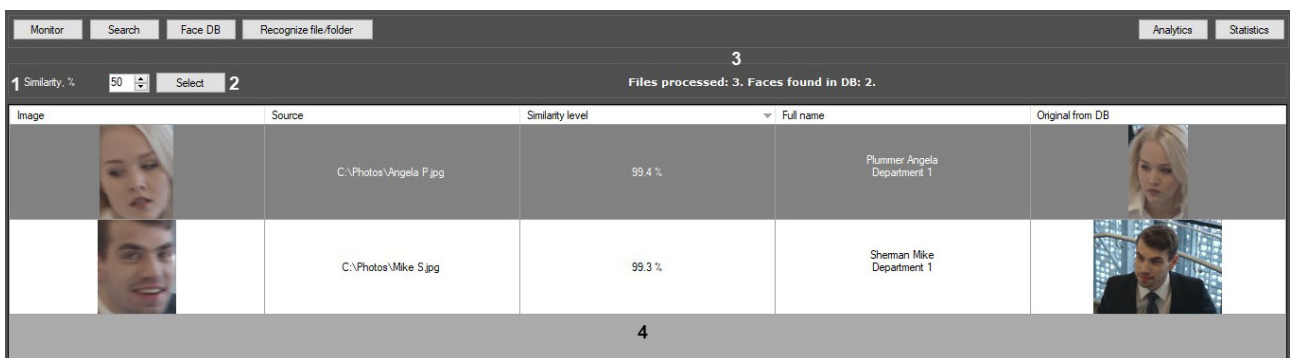 Monitor Search Face DB Recognize file/folder Analytics Statistics
3
1 Similarity, % 50 Select 2 Files processed: 3. Faces found in DB: 2.
Image Source Similarity level Full name Original from DB
C:\Photos\Angela P.jpg 99.4 % Plummer Angela
Department 1
C:\Photos\Mike S.jpg 99.3 % Sherman Mike
Department 1
4